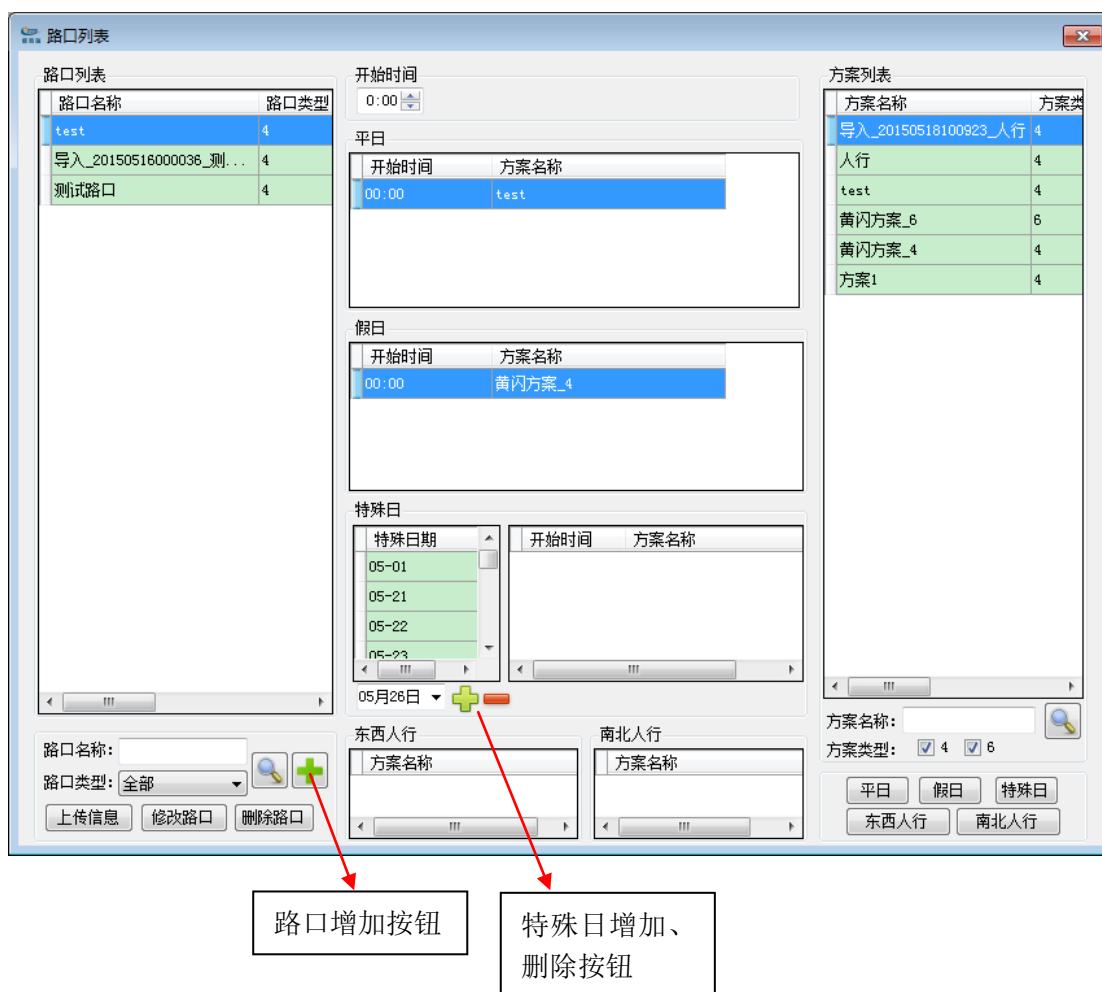 路口列表
路口列表
路口名称 路口类型
test 4
导入_20150516000036_测... 4
测试路口 4
路口名称:
路口类型: 全部
上传信息 修改路口 删除路口
开始时间
0:00
平日
开始时间 方案名称
00:00 test
假日
开始时间 方案名称
00:00 黄闪方案_4
特殊日
特殊日期
05-01
05-21
05-22
05-23
开始时间 方案名称
05月26日
东西人行
方案名称
南北人行
方案名称
方案列表
方案名称 方案类
导入_20150518100923_人行 4
人行 4
test 4
黄闪方案_6 6
黄闪方案_4 4
方案1 4
方案名称:
方案类型: 4 6
平日 假日 特殊日
东西人行 南北人行
路口增加按钮
特殊日增加、
删除按钮